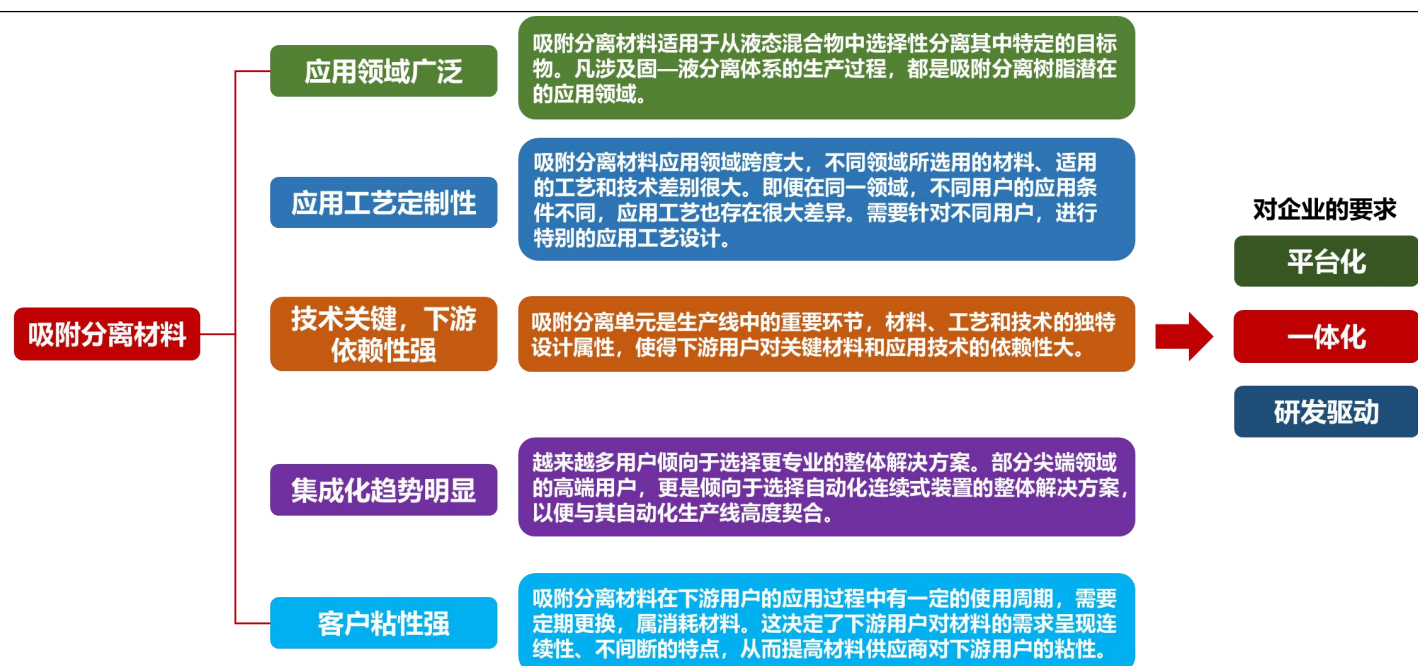 吸附分离材料
应用领域广泛
吸附分离材料适用于从液态混合物中选择性分离其中特定的目标
物。凡涉及固—液分离体系的生产过程，都是吸附分离树脂潜在
的应用领域。
应用工艺定制性
吸附分离材料应用领域跨度大，不同领域所选用的材料、适用
的工艺和技术差别很大。即便在同一领域，不同用户的应用条
件不同，应用工艺也存在很大差异。需要针对不同用户，进行
特别的应用工艺设计。
技术关键，下游
依赖性强
吸附分离单元是生产线中的重要环节，材料、工艺和技术的独特
设计属性，使得下游用户对关键材料和应用技术的依赖性大。
集成化趋势明显
越来越多用户倾向于选择更专业的整体解决方案。部分尖端领域
的高端用户，更是倾向于选择自动化连续式装置的整体解决方案，
以便与其自动化生产线高度契合。
客户粘性强
吸附分离材料在下游用户的应用过程中有一定的使用周期，需要
定期更换，属消耗材料。这决定了下游用户对材料的需求呈现连
续性、不间断的特点，从而提高材料供应商对下游用户的粘性。
对企业的要求
平台化
一体化
研发驱动